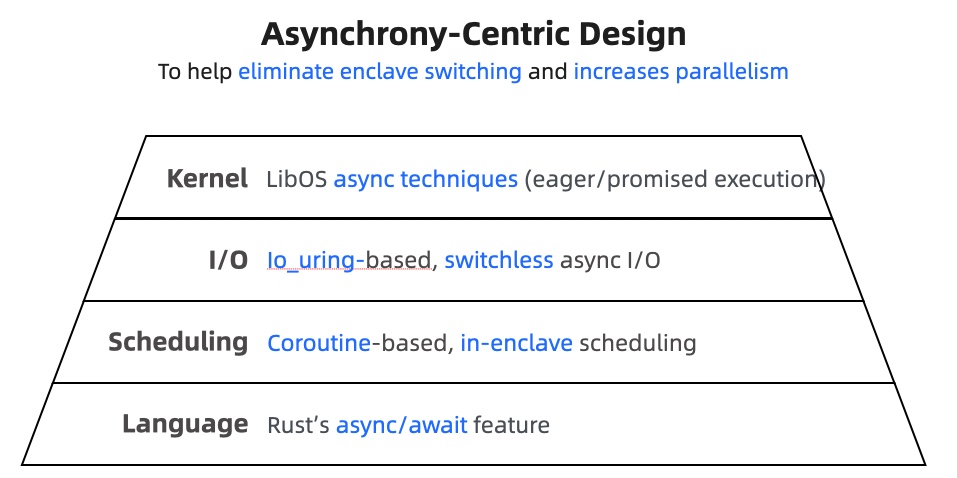 Asynchrony-Centric Design
To help eliminate enclave switching and increases parallelism
Kernel LibOS async techniques (eager/promised execution)
I/O Io_uring-based, switchless async I/O
Scheduling Coroutine-based, in-enclave scheduling
Language Rust’s async/await feature